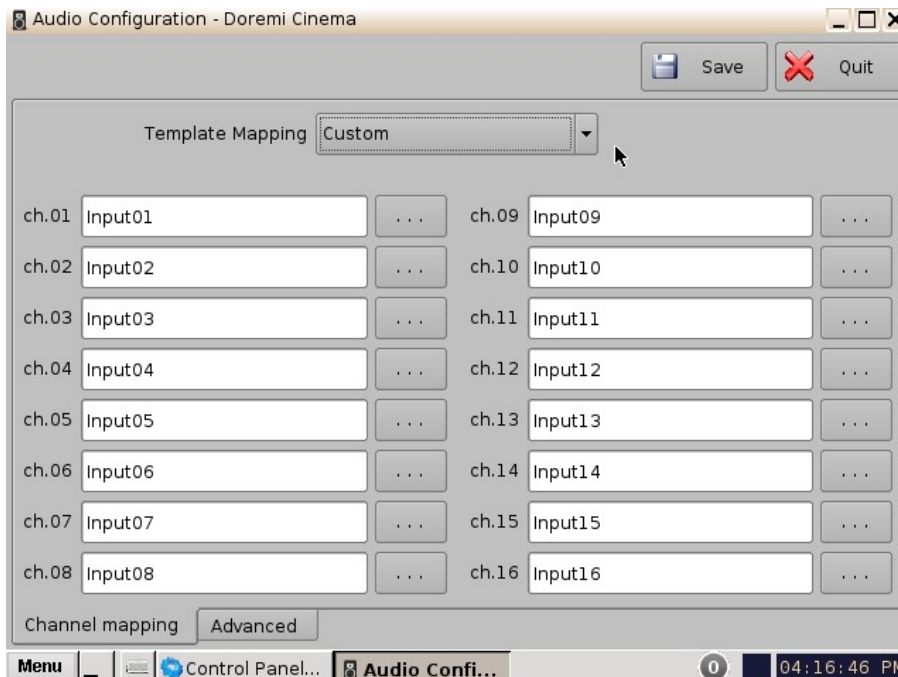 Audio Configuration - Doremi Cinema
Save
Quit
Template Mapping
Custom
ch.01 Input01 ... ch.09 Input09 ...
ch.02 Input02 ... ch.10 Input10 ...
ch.03 Input03 ... ch.11 Input11 ...
ch.04 Input04 ... ch.12 Input12 ...
ch.05 Input05 ... ch.13 Input13 ...
ch.06 Input06 ... ch.14 Input14 ...
ch.07 Input07 ... ch.15 Input15 ...
ch.08 Input08 ... ch.16 Input16 ...
Channel mapping
Advanced
Menu
Control Panel...
Audio Confi...
0
04:16:46 PM